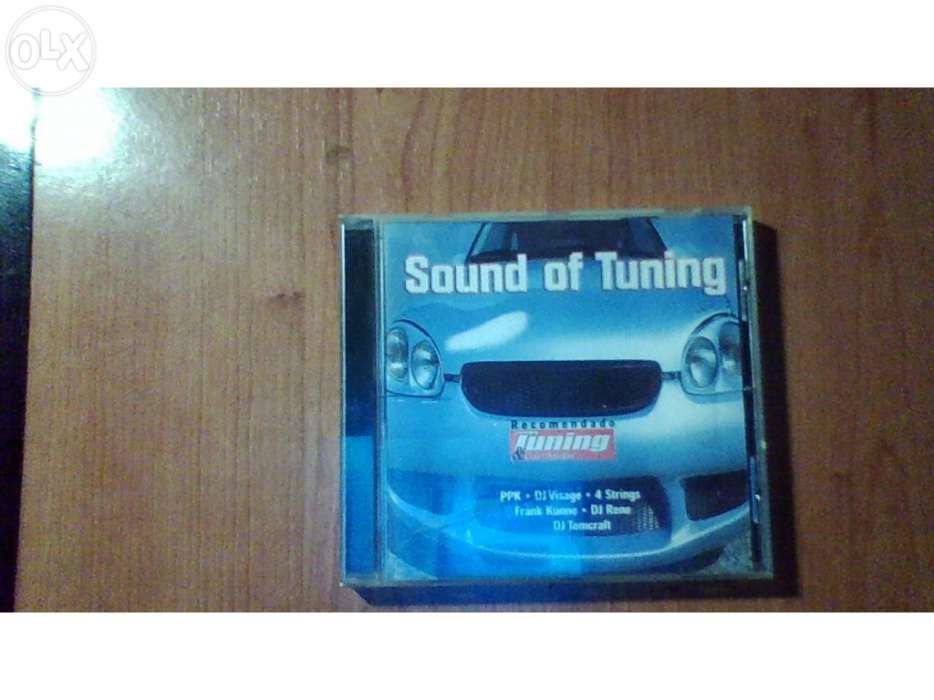 OLX
Sound of Tuning
Recomendado
Tuning
PPK • DJ Visage • 4 Strings
Frank Kunne • DJ Rene
DJ Tomcraft